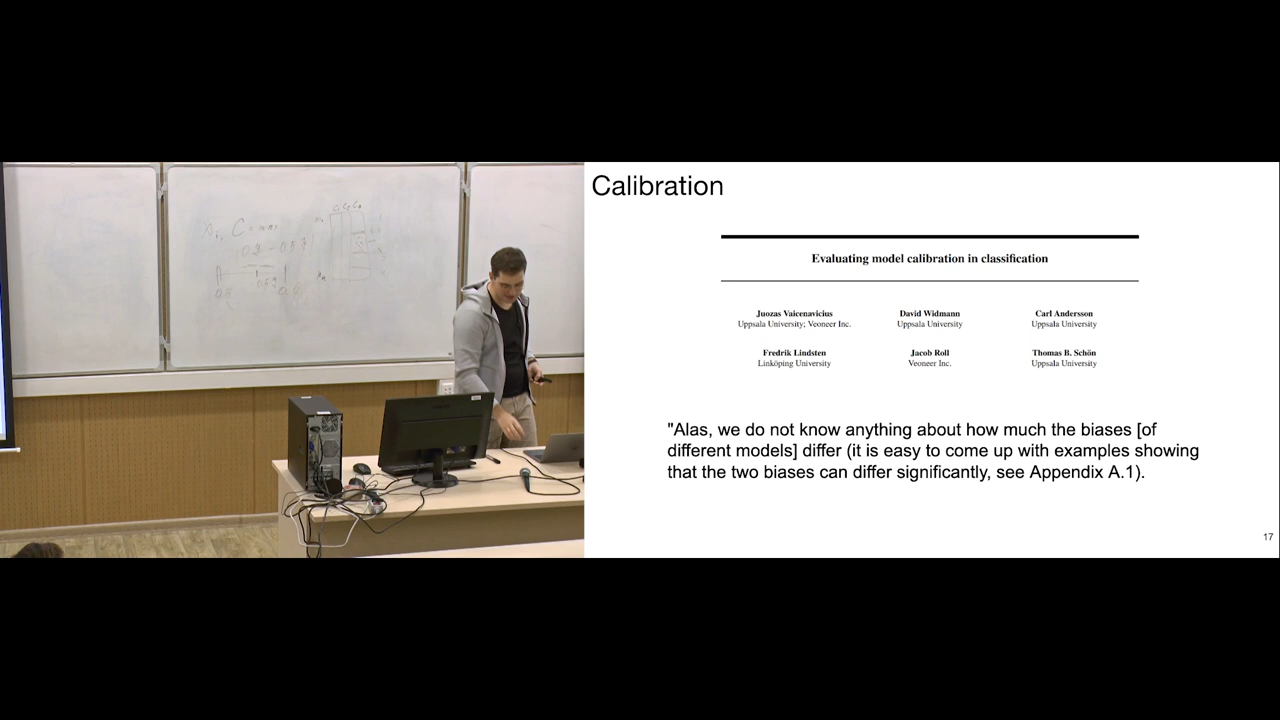 Calibration
Evaluating model calibration in classification
Juozas Vaicenavicius David Widmann Carl Andersson
Uppsala University; Veoneer Inc. Uppsala University Uppsala University
Fredrik Lindsten Jacob Roll Thomas B. Schön
Linköping University Veoneer Inc. Uppsala University
"Alas, we do not know anything about how much the biases [of
different models] differ (it is easy to come up with examples showing
that the two biases can differ significantly, see Appendix A.1).
17